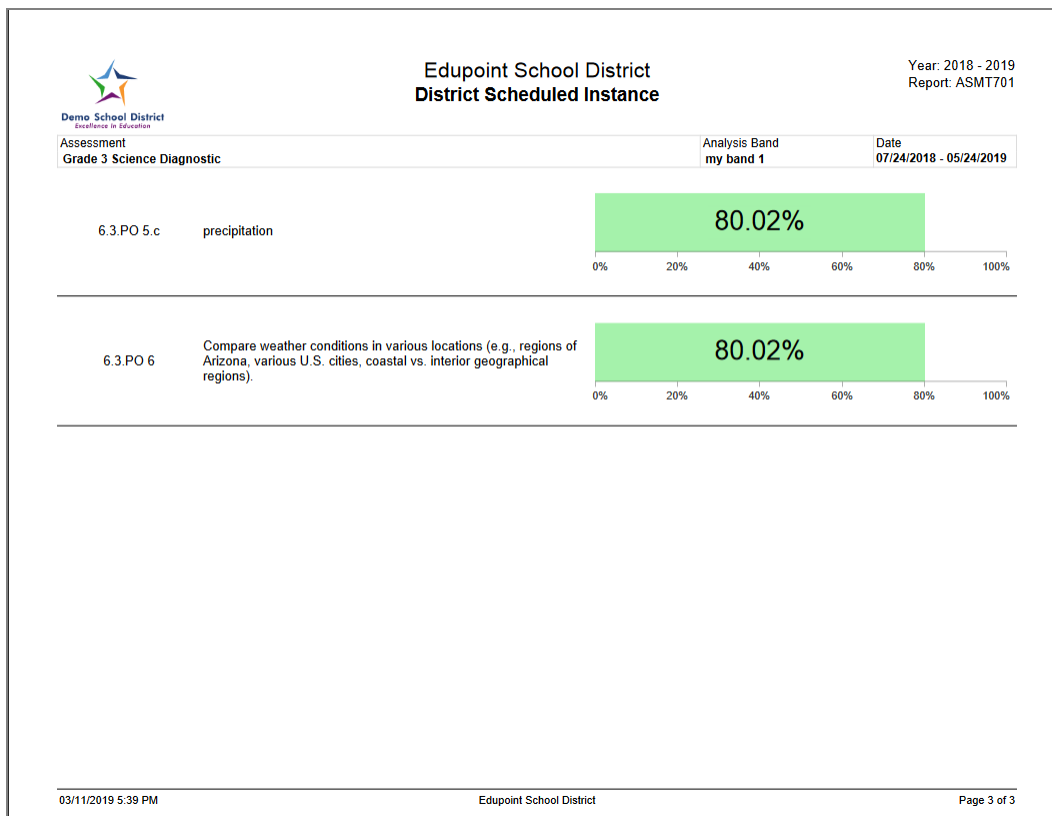 Demo School District
Excellence in Education
Edupoint School District
District Scheduled Instance
Year: 2018 - 2019
Report: ASMT701
Assessment
Grade 3 Science Diagnostic
Analysis Band
my band 1
Date
07/24/2018 - 05/24/2019
6.3.PO 5.c
precipitation
80.02%
0% 20% 40% 60% 80% 100%
6.3.PO 6
Compare weather conditions in various locations (e.g., regions of
Arizona, various U.S. cities, coastal vs. interior geographical
regions).
80.02%
0% 20% 40% 60% 80% 100%
03/11/2019 5:39 PM
Edupoint School District
Page 3 of 3